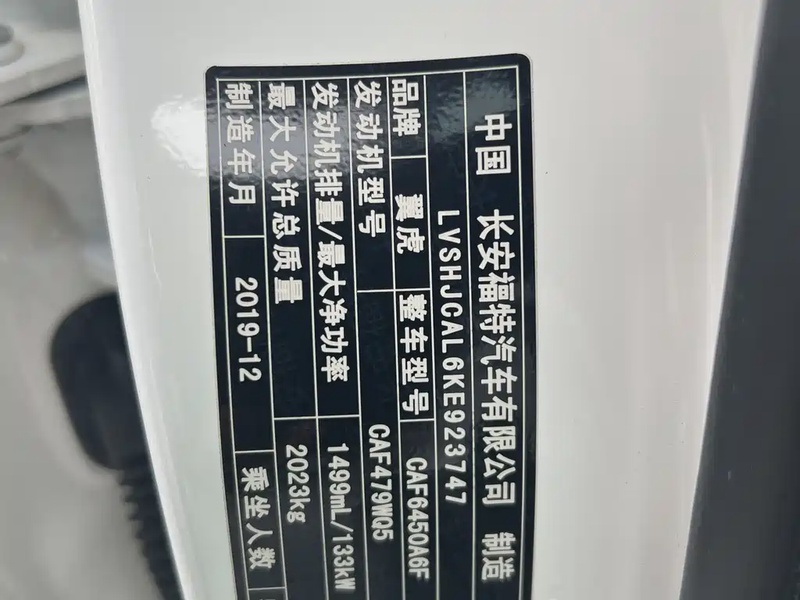 中国 长安福特汽车有限公司 制造
LVSHJCAL6KE923747
品牌 翼虎 整车型号 CAF6450A6F
发动机型号 CAF479WQ5
发动机排量/最大净功率 1499mL/133kW
最大允许总质量 2023kg
制造年月 2019-12 乘坐人数